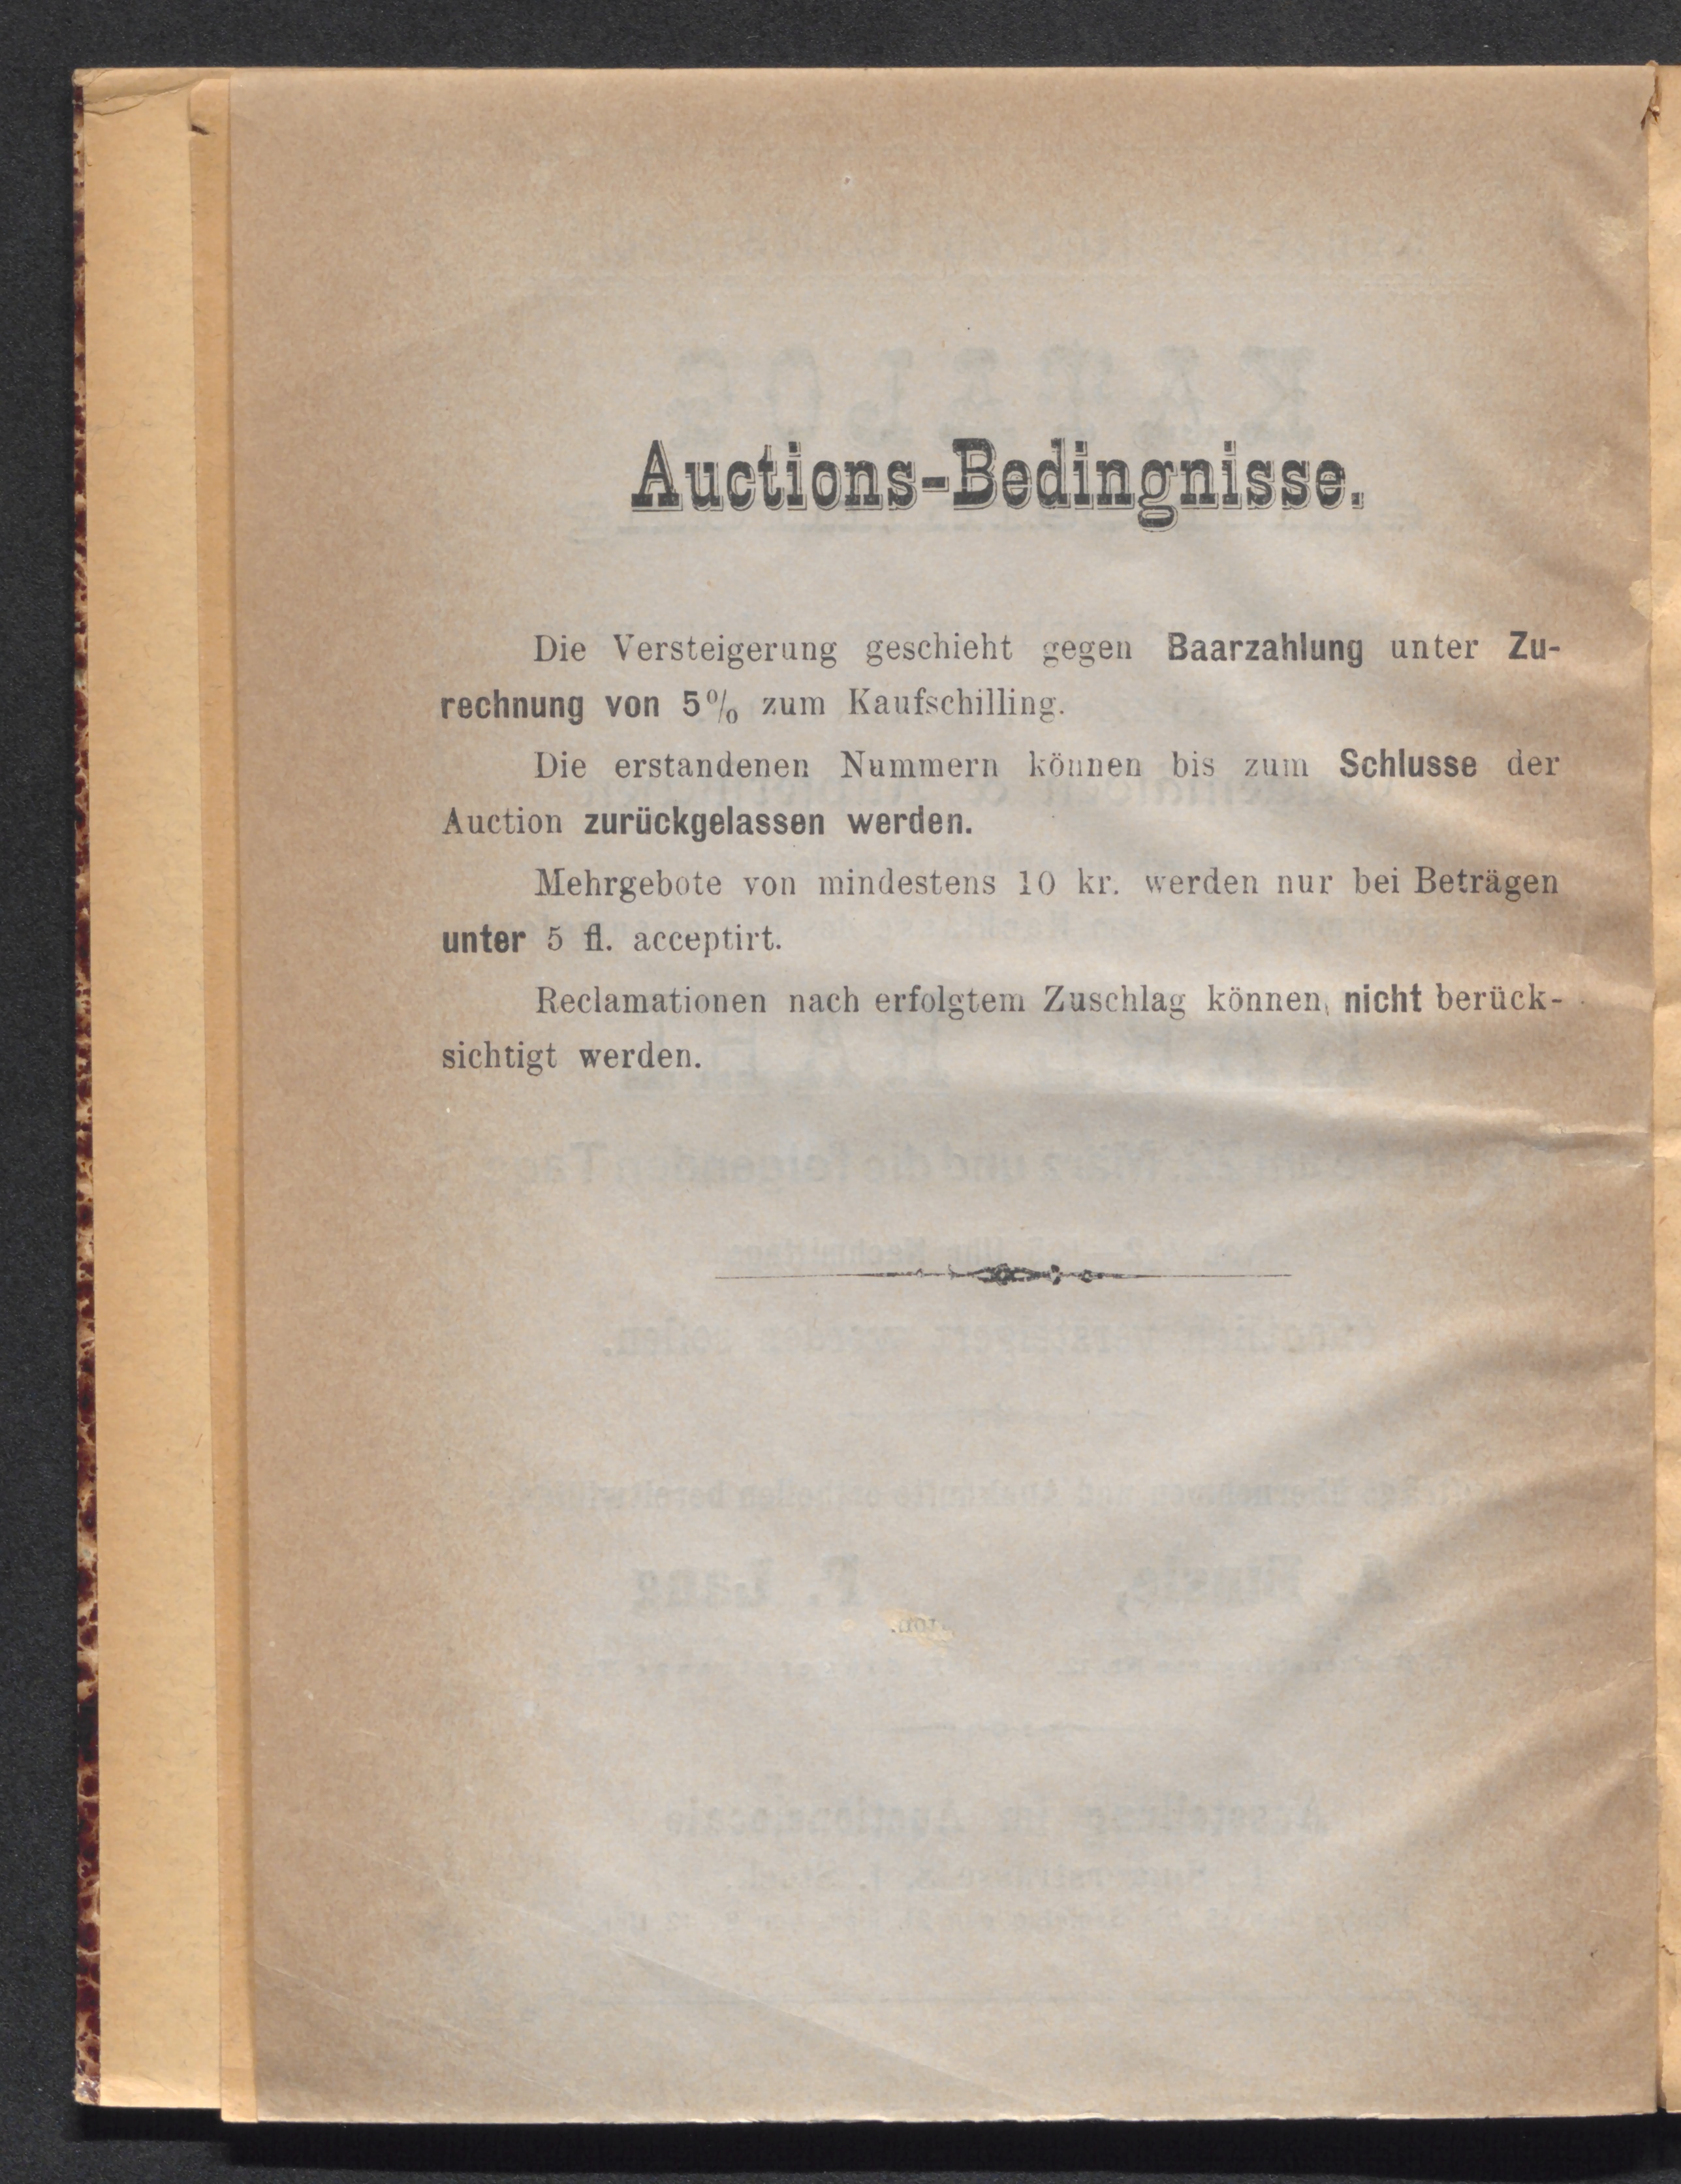 Auctions-Bedingnisse.
Die Versteigerung geschieht gegen Baarzahlung unter Zu-
rechnung von 5% zum Kaufschilling.
Die erstandenen Nummern können bis zum Schlusse der
Auction zurückgelassen werden.
Mehrgebote von mindestens 10 kr. werden nur bei Beträgen
unter 5 fl. acceptirt.
Reclamationen nach erfolgtem Zuschlag können nicht berück-
sichtigt werden.